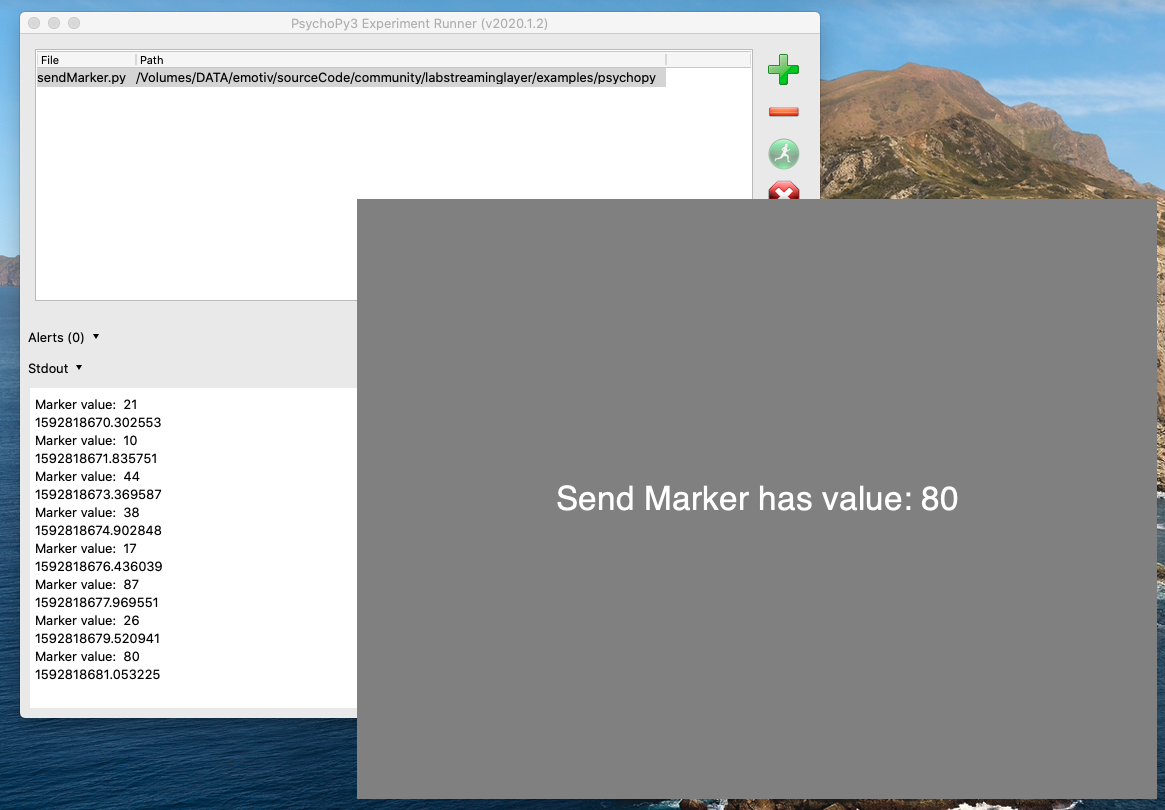 PsychoPy3 Experiment Runner (v2020.1.2)
File Path
sendMarker.py /Volumes/DATA/emotiv/sourceCode/community/labstreaminglayer/examples/psychopy
Alerts (0)
Stdout
Marker value: 21
1592818670.302553
Marker value: 10
1592818671.835751
Marker value: 44
1592818673.369587
Marker value: 38
1592818674.902848
Marker value: 17
1592818676.436039
Marker value: 87
1592818677.969551
Marker value: 26
1592818679.520941
Marker value: 80
1592818681.053225
Send Marker has value: 80